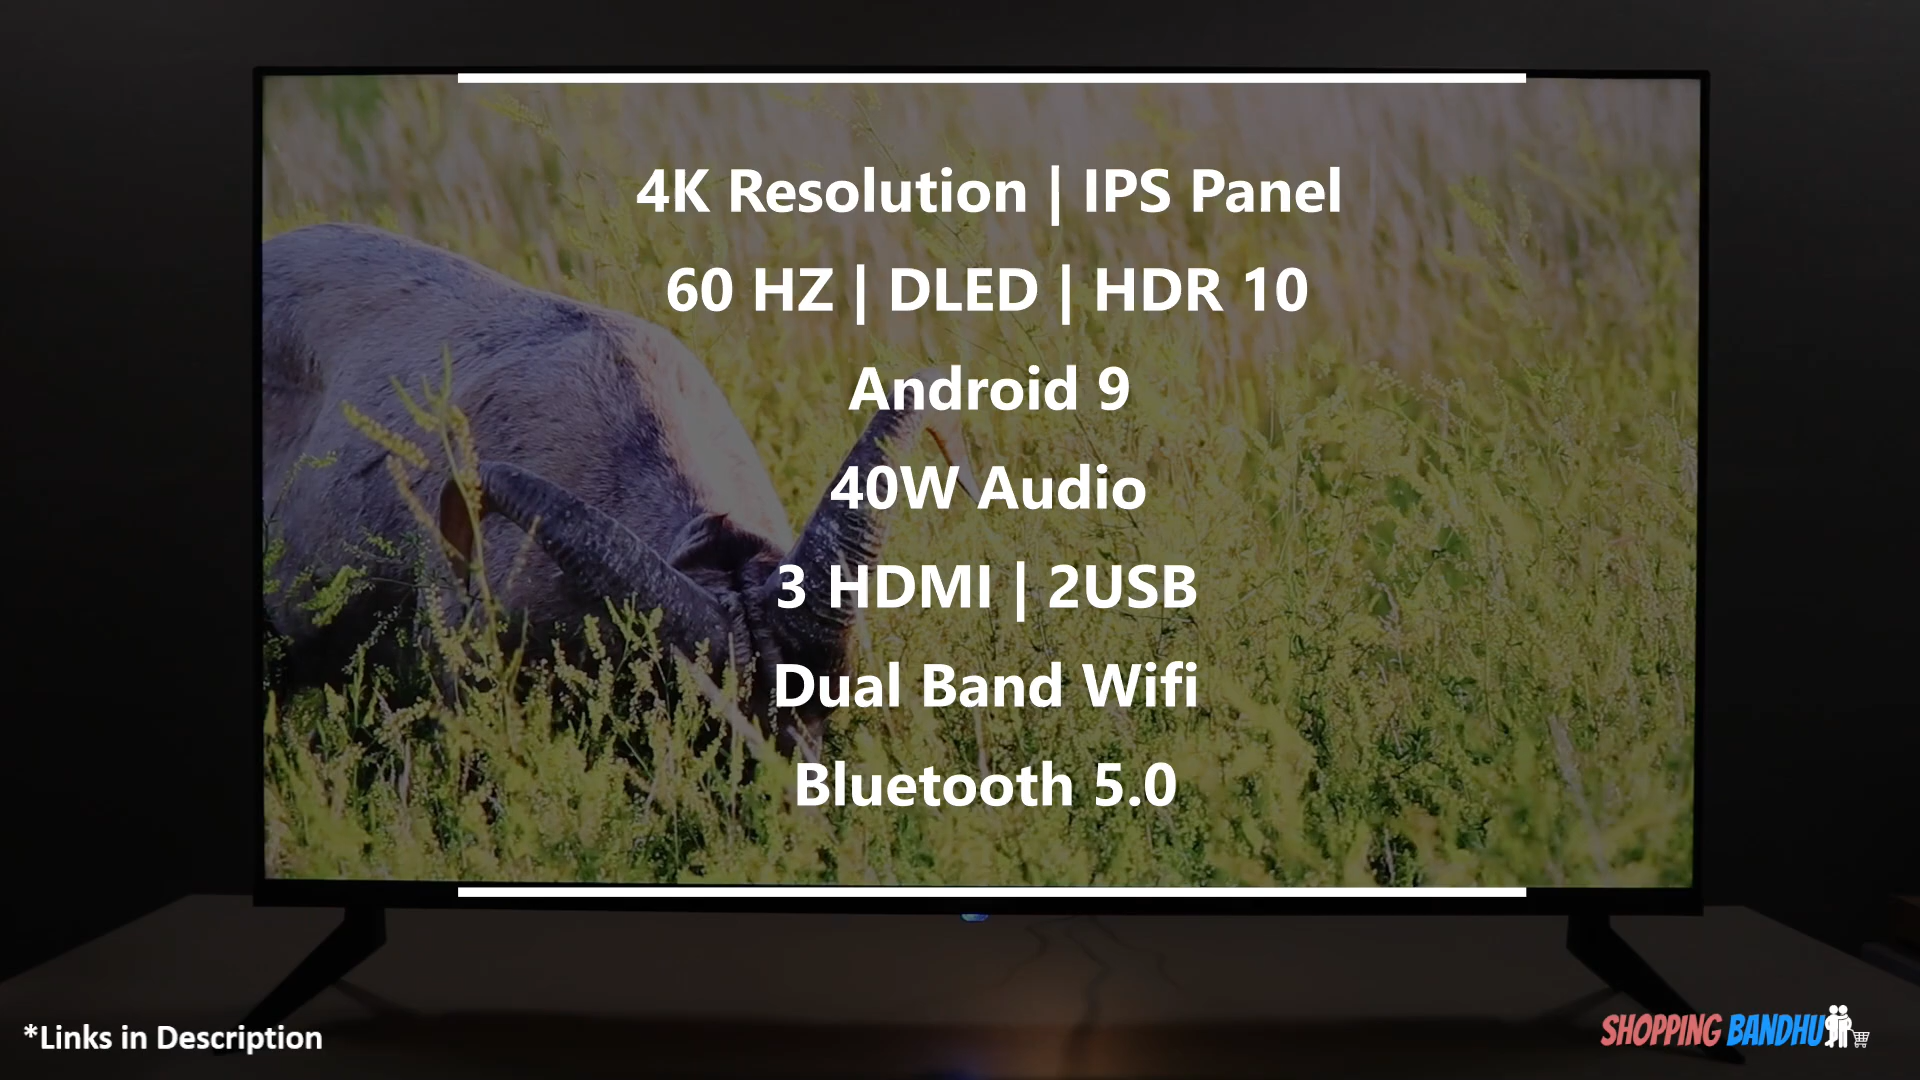 4K Resolution | IPS Panel
60 HZ | DLED | HDR 10
Android 9
40W Audio
3 HDMI | 2USB
Dual Band Wifi
Bluetooth 5.0
*Links in Description
SHOPPING BANDHU